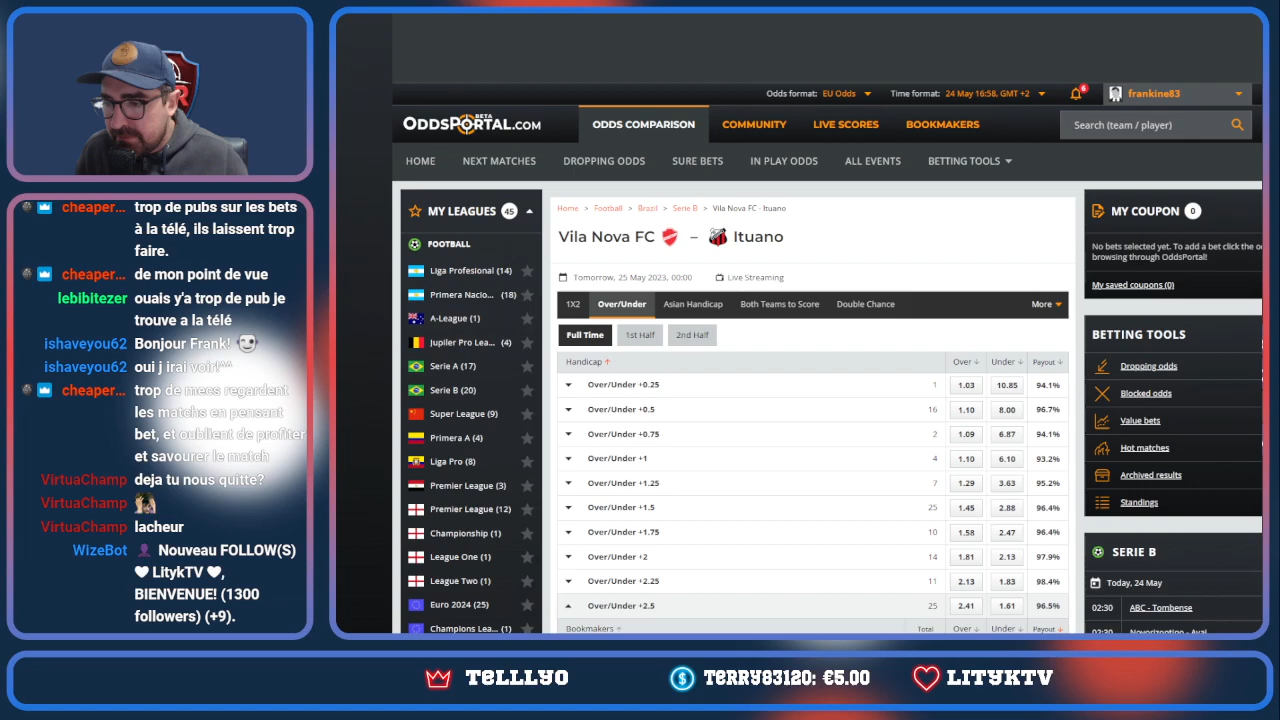 cheaper... trop de pubs sur les bets
à la télé, ils laissent trop
faire.
cheaper... de mon point de vue
lebibitezer ouais y'a trop de pub je
trouve a la télé
ishaveyou62 Bonjour Frank!
ishaveyou62 oui j irai voir!^^
cheaper... trop de mecs regardent
les matchs en pensant
bet, et oublient de profiter
et savourer le match
VirtuaChamp deja tu nous quitte?
VirtuaChamp
VirtuaChamp lacheur
WizeBot Nouveau FOLLOW(S)
LitykTV
BIENVENUE! (1300
followers) (+9).
Odds format: EU Odds Time format: 24 May 16:58, GMT +2 6 frankine83
ODDSPORTAL.COM BETA ODDS COMPARISON COMMUNITY LIVE SCORES BOOKMAKERS Search (team / player)
HOME NEXT MATCHES DROPPING ODDS SURE BETS IN PLAY ODDS ALL EVENTS BETTING TOOLS
MY LEAGUES 45
FOOTBALL
Liga Profesional (14)
Primera Nacio... (18)
A-League (1)
Jupiler Pro Lea... (4)
Serie A (17)
Serie B (20)
Super League (9)
Primera A (4)
Liga Pro (8)
Premier League (3)
Premier League (12)
Championship (1)
League One (1)
League Two (1)
Euro 2024 (25)
Champions Lea... (1)
Home > Football > Brazil > Serie B > Vila Nova FC - Ituano
Vila Nova FC – Ituano
Tomorrow, 25 May 2023, 00:00 Live Streaming
1X2 Over/Under Asian Handicap Both Teams to Score Double Chance More
Full Time 1st Half 2nd Half
Handicap Over Under Payout
Over/Under +0.25 1 1.03 10.85 94.1%
Over/Under +0.5 16 1.10 8.00 96.7%
Over/Under +0.75 2 1.09 6.87 94.1%
Over/Under +1 4 1.10 6.10 93.2%
Over/Under +1.25 7 1.29 3.63 95.2%
Over/Under +1.5 25 1.45 2.88 96.4%
Over/Under +1.75 10 1.58 2.47 96.4%
Over/Under +2 14 1.81 2.13 97.9%
Over/Under +2.25 11 2.13 1.83 98.4%
Over/Under +2.5 25 2.41 1.61 96.5%
Bookmakers Total Over Under Payout
MY COUPON 0
No bets selected yet. To add a bet click the o
browsing through OddsPortal!
My saved coupons (0)
BETTING TOOLS
Dropping odds
Blocked odds
Value bets
Hot matches
Archived results
Standings
SERIE B
Today, 24 May
02:30 ABC - Tombense
TELLLYO
TERRY83120: €5.00
LITYKTV